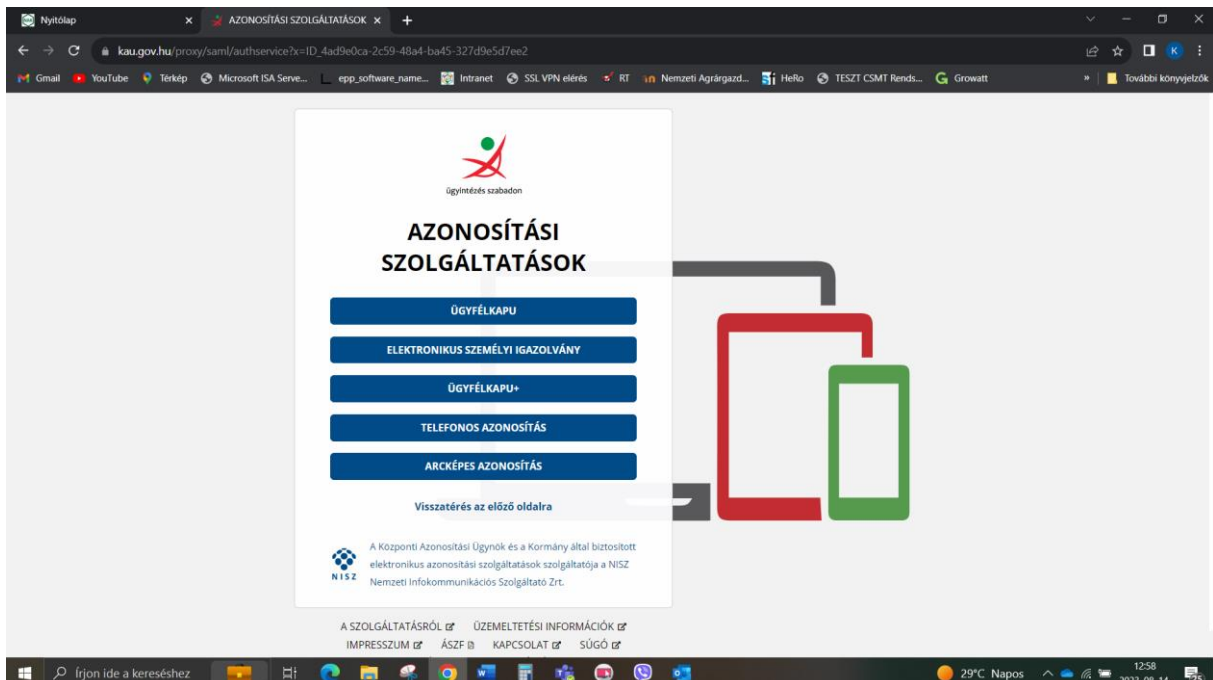 Nyitólap
AZONOSÍTÁSI SZOLGÁLTATÁSOK
kau.gov.hu/proxy/saml/authservice?x=ID_4ad9e0ca-2c59-48a4-ba45-327d9e5d7ee2
K
Gmail YouTube Térkép Microsoft ISA Serve... epp_software_name... Intranet SSL VPN elérés RT Nemzeti Agrárgazd... HeRo TESZT CSMT Rends... Growatt » További könyvjelzők
ügyintézés szabadon
AZONOSÍTÁSI
SZOLGÁLTATÁSOK
ÜGYFÉLKAPU
ELEKTRONIKUS SZEMÉLYI IGAZOLVÁNY
ÜGYFÉLKAPU+
TELEFONOS AZONOSÍTÁS
ARCKÉPES AZONOSÍTÁS
Visszatérés az előző oldalra
A Központi Azonosítási Ügynök és a Kormány által biztosított
elektronikus azonosítási szolgáltatások szolgáltatója a NISZ
Nemzeti Infokommunikációs Szolgáltató Zrt.
NISZ
A SZOLGÁLTATÁSRÓL ÜZEMELTETÉSI INFORMÁCIÓK
IMPRESSZUM ÁSZF KAPCSOLAT SÚGÓ
Írjon ide a kereséshez
29°C Napos
12:58